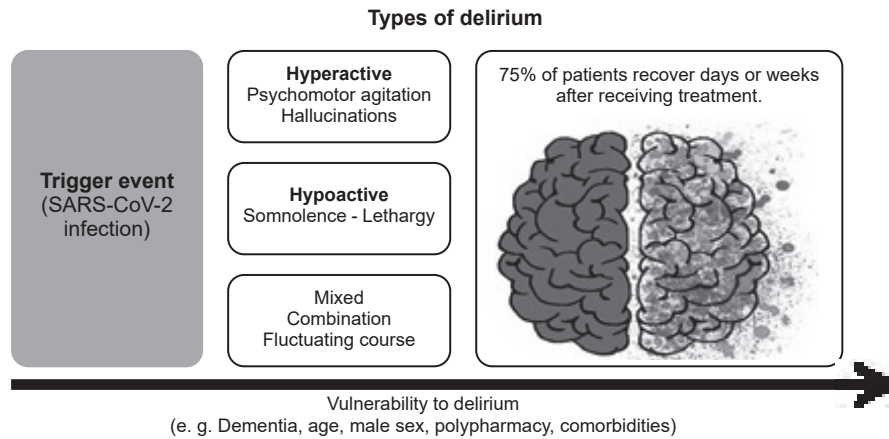 Types of delirium
Trigger event
(SARS-CoV-2
infection)
Hyperactive
Psychomotor agitation
Hallucinations
Hypoactive
Somnolence - Lethargy
Mixed
Combination
Fluctuating course
75% of patients recover days or weeks
after receiving treatment.
Vulnerability to delirium
(e. g. Dementia, age, male sex, polypharmacy, comorbidities)